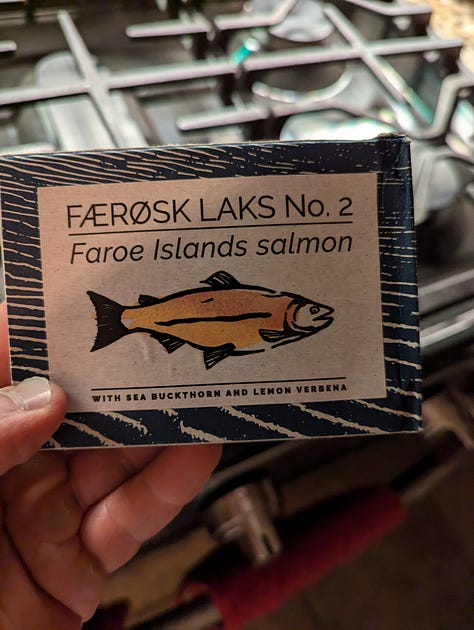 FÆRØSK LAKS No. 2
Faroe Islands salmon
WITH SEA BUCKTHORN AND LEMON VERBENA